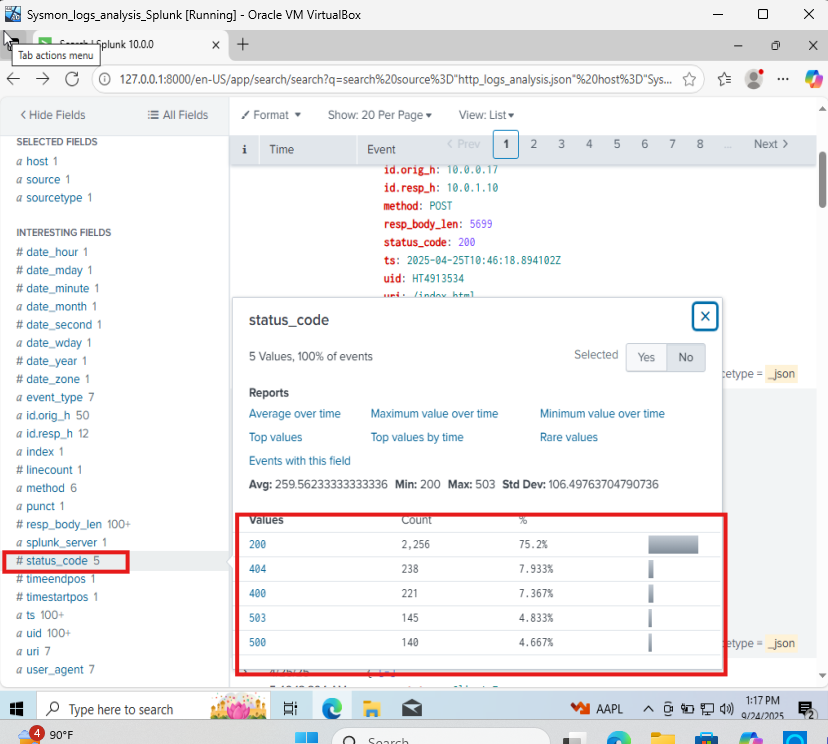 Sysmon_logs_analysis_Splunk [Running] - Oracle VM VirtualBox
Search | Splunk 10.0.0
Tab actions menu
127.0.0.1:8000/en-US/app/search/search?q=search%20source%3D"http_logs_analysis.json"%20host%3D"Sys...
Hide Fields
All Fields
Format
Show: 20 Per Page
View: List
SELECTED FIELDS
a host 1
a source 1
a sourcetype 1
INTERESTING FIELDS
# date_hour 1
# date_mday 1
# date_minute 1
a date_month 1
# date_second 1
a date_wday 1
# date_year 1
# date_zone 1
a event_type 7
a id.orig_h 50
a id.resp_h 12
a index 1
# linecount 1
a method 6
a punct 1
# resp_body_len 100+
a splunk_server 1
# status_code 5
# timeendpos 1
# timestartpos 1
a ts 100+
a uid 100+
a uri 7
a user_agent 7
i Time Event
< Prev 1 2 3 4 5 6 7 8 ... Next >
id.orig_h: 10.0.0.17
id.resp_h: 10.0.1.10
method: POST
resp_body_len: 5699
status_code: 200
ts: 2025-04-25T10:46:18.894102Z
uid: HT4913534
uri: /index.html
status_code
5 Values, 100% of events
Selected Yes No
Reports
Average over time Maximum value over time Minimum value over time
Top values Top values by time Rare values
Events with this field
Avg: 259.56233333333336 Min: 200 Max: 503 Std Dev: 106.49763704790736
Values Count %
200 2,256 75.2%
404 238 7.933%
400 221 7.367%
503 145 4.833%
500 140 4.667%
cetype = _json
cetype = _json
Type here to search
AAPL
1:17 PM
9/24/2025
2
4
90°F
Search